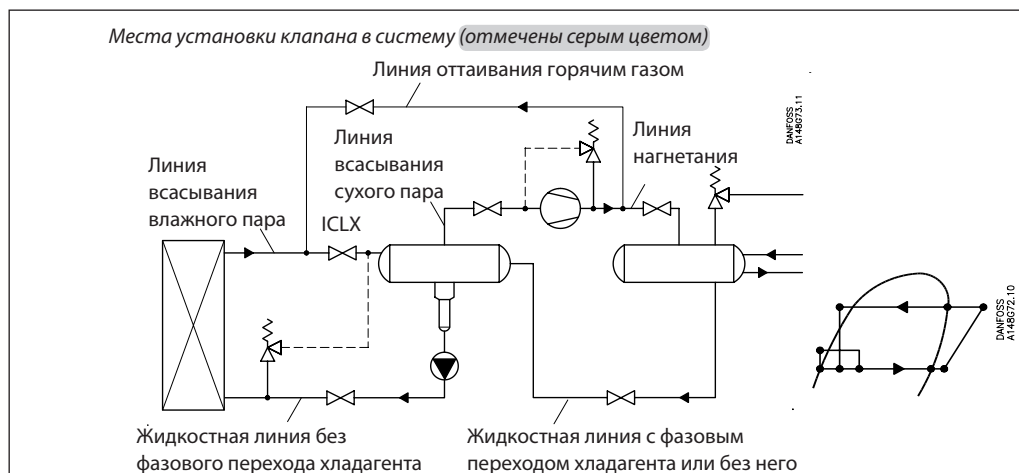 Места установки клапана в систему (отмечены серым цветом)
Линия оттаивания горячим газом
Линия
всасывания
сухого пара
Линия
нагнетания
Линия
всасывания
влажного пара
ICLX
DANFOSS
A148G73.11
DANFOSS
A148G72.10
Жидкостная линия без
фазового перехода хладагента
Жидкостная линия с фазовым
переходом хладагента или без него